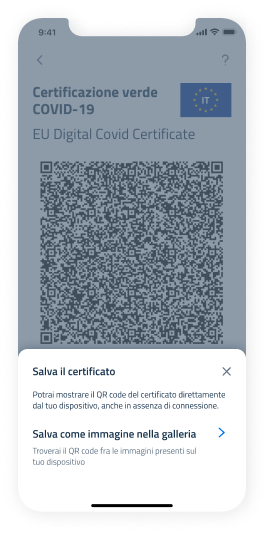 9:41
?
Certificazione verde
COVID-19
IT
EU Digital Covid Certificate
Salva il certificato
Potrai mostrare il QR code del certificato direttamente
dal tuo dispositivo, anche in assenza di connessione.
Salva come immagine nella galleria
Troverai il QR code fra le immagini presenti sul
tuo dispositivo